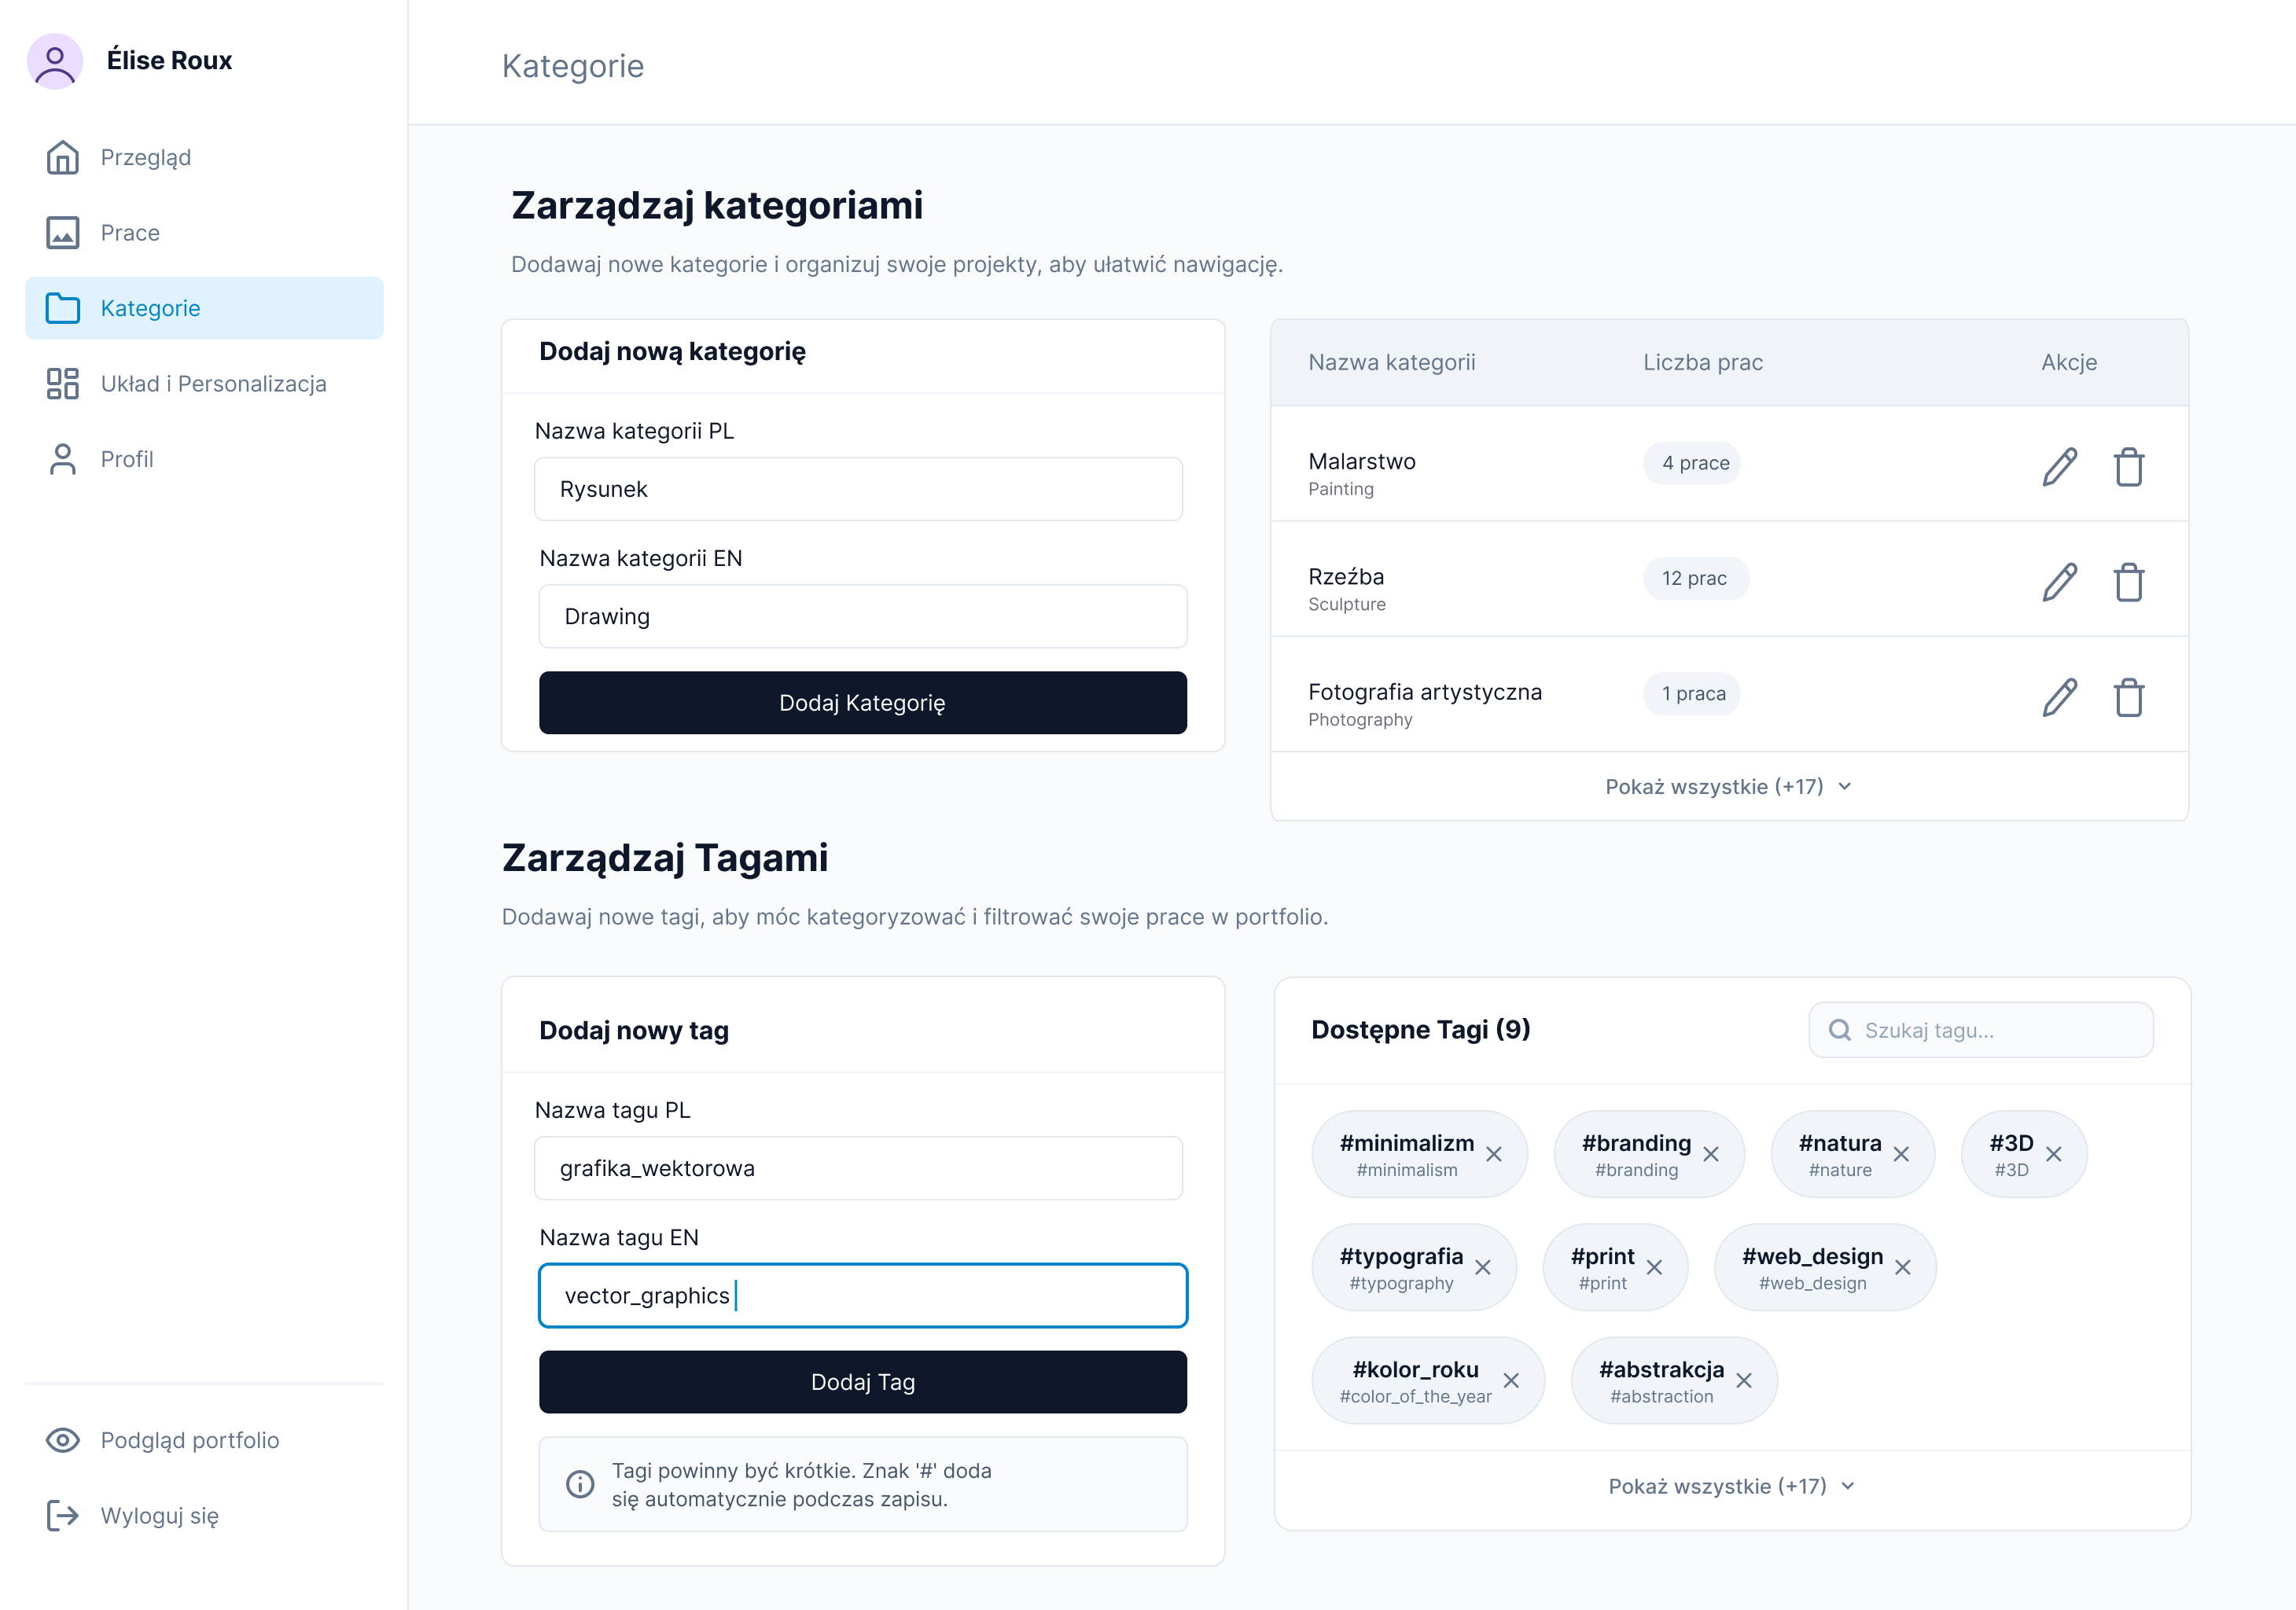 Élise Roux
Przegląd
Prace
Kategorie
Układ i Personalizacja
Profil
Podgląd portfolio
Wyloguj się
Kategorie
Zarządzaj kategoriami
Dodawaj nowe kategorie i organizuj swoje projekty, aby ułatwić nawigację.
Dodaj nową kategorię
Nazwa kategorii PL
Rysunek
Nazwa kategorii EN
Drawing
Dodaj Kategorię
Nazwa kategorii Liczba prac Akcje
Malarstwo 4 prace
Painting
Rzeźba 12 prac
Sculpture
Fotografia artystyczna 1 praca
Photography
Pokaż wszystkie (+17)
Zarządzaj Tagami
Dodawaj nowe tagi, aby móc kategoryzować i filtrować swoje prace w portfolio.
Dodaj nowy tag
Nazwa tagu PL
grafika_wektorowa
Nazwa tagu EN
vector_graphics
Dodaj Tag
Tagi powinny być krótkie. Znak '#' doda
się automatycznie podczas zapisu.
Dostępne Tagi (9) Szukaj tagu...
#minimalizm #branding #natura #3D
#minimalism #branding #nature #3D
#typografia #print #web_design
#typography #print #web_design
#kolor_roku #abstrakcja
#color_of_the_year #abstraction
Pokaż wszystkie (+17)